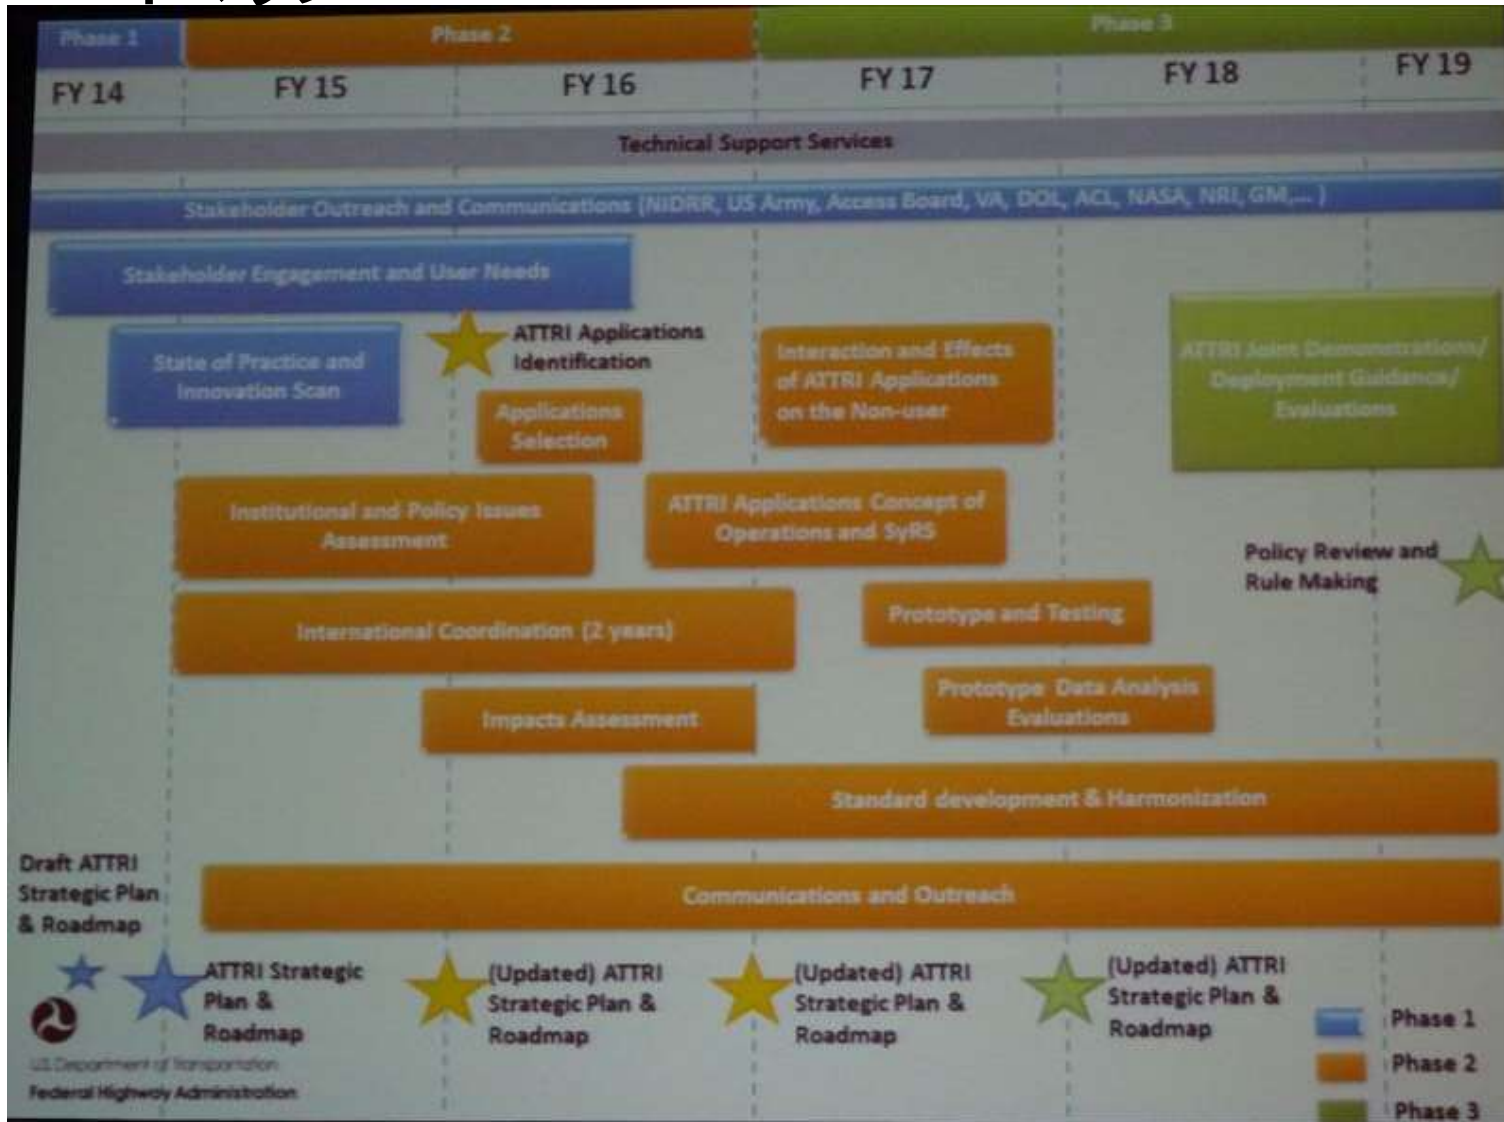 Phase 1
Phase 2
Phase 3
FY 14
FY 15
FY 16
FY 17
FY 18
FY 19
Technical Support Services
Stakeholder Outreach and Communications (NIDRR, US Army, Access Board, VA, DOL, ACL, NASA, NRI, GM,... )
Stakeholder Engagement and User Needs
State of Practice and
Innovation Scan
ATTRI Applications
Identification
Applications
Selection
Interaction and Effects
of ATTRI Applications
on the Non-user
ATTRI Joint Demonstrations/
Deployment Guidance/
Evaluations
Institutional and Policy Issues
Assessment
ATTRI Applications Concept of
Operations and SyRS
Policy Review and
Rule Making
International Coordination (2 years)
Prototype and Testing
Impacts Assessment
Prototype Data Analysis
Evaluations
Standard development & Harmonization
Draft ATTRI
Strategic Plan
& Roadmap
Communications and Outreach
ATTRI Strategic
Plan &
Roadmap
(Updated) ATTRI
Strategic Plan &
Roadmap
(Updated) ATTRI
Strategic Plan &
Roadmap
(Updated) ATTRI
Strategic Plan &
Roadmap
Phase 1
Phase 2
Phase 3
US Department of Transportation
Federal Highway Administration